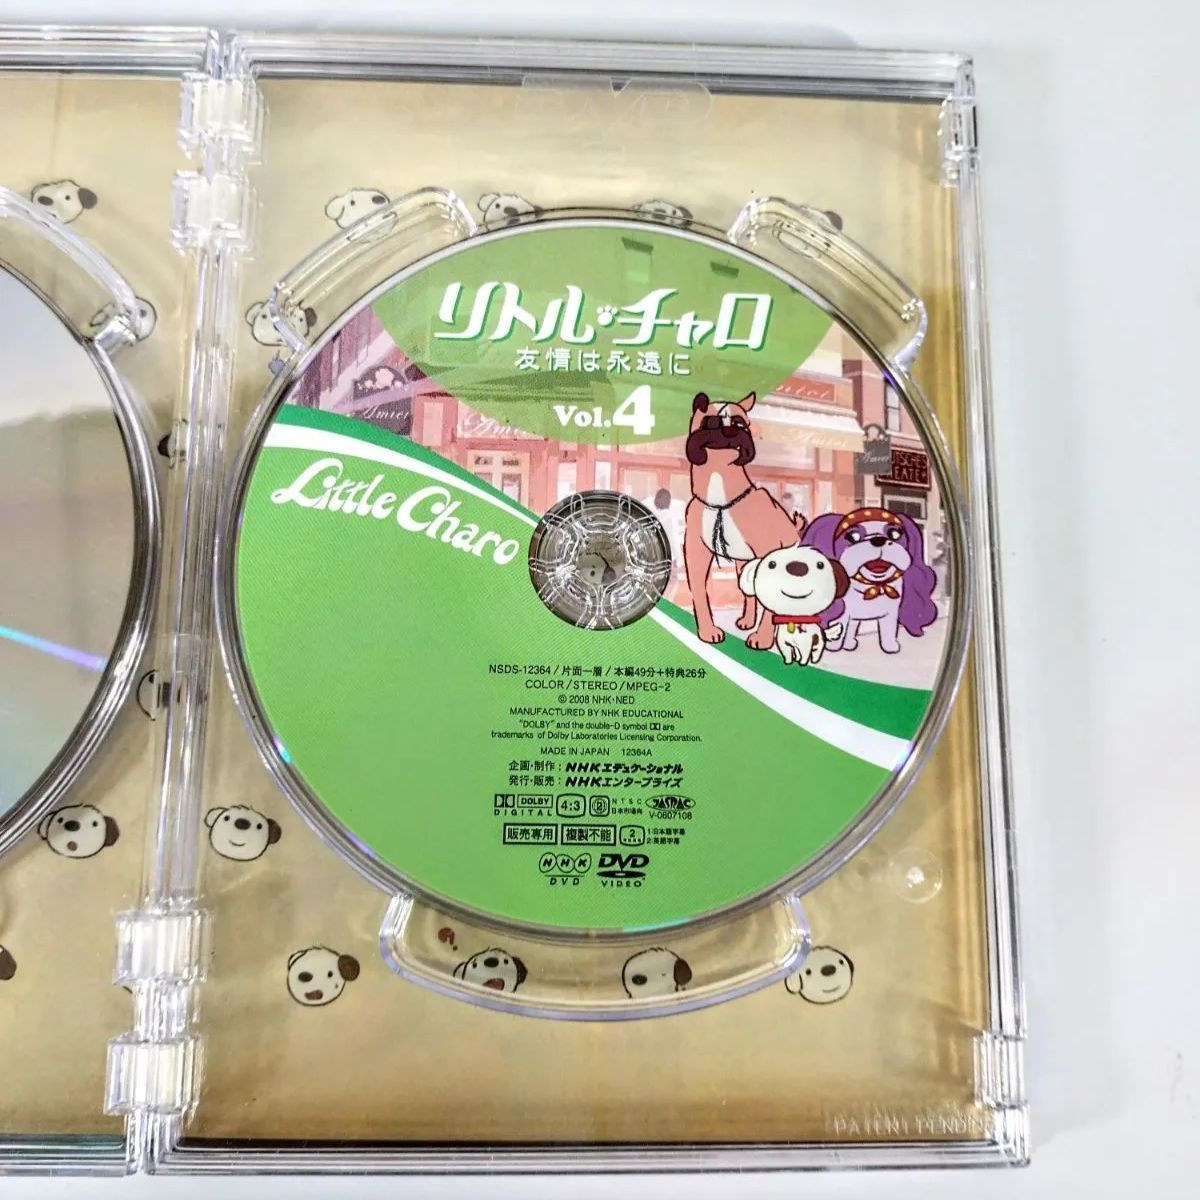 リトル・チャロ
友情は永遠に
Vol.4
Little Charo
NSDS-12364/片面一層/本編49分+特典26分
COLOR/STEREO/MPEG-2
© 2008 NHK・NED
MANUFACTURED BY NHK EDUCATIONAL
"DOLBY" and the double-D symbol are
trademarks of Dolby Laboratories Licensing Corporation.
MADE IN JAPAN 12364A
企画・制作：NHKエデュケーショナル
発行・販売：NHKエンタープライズ
DOLBY DIGITAL 4:3 2 NTSC 日本市場向 JASRAC V-0807108
販売専用 複製不能 2 1:日本語字幕 2:英語字幕
NHK DVD DVD VIDEO
PATENT PENDING